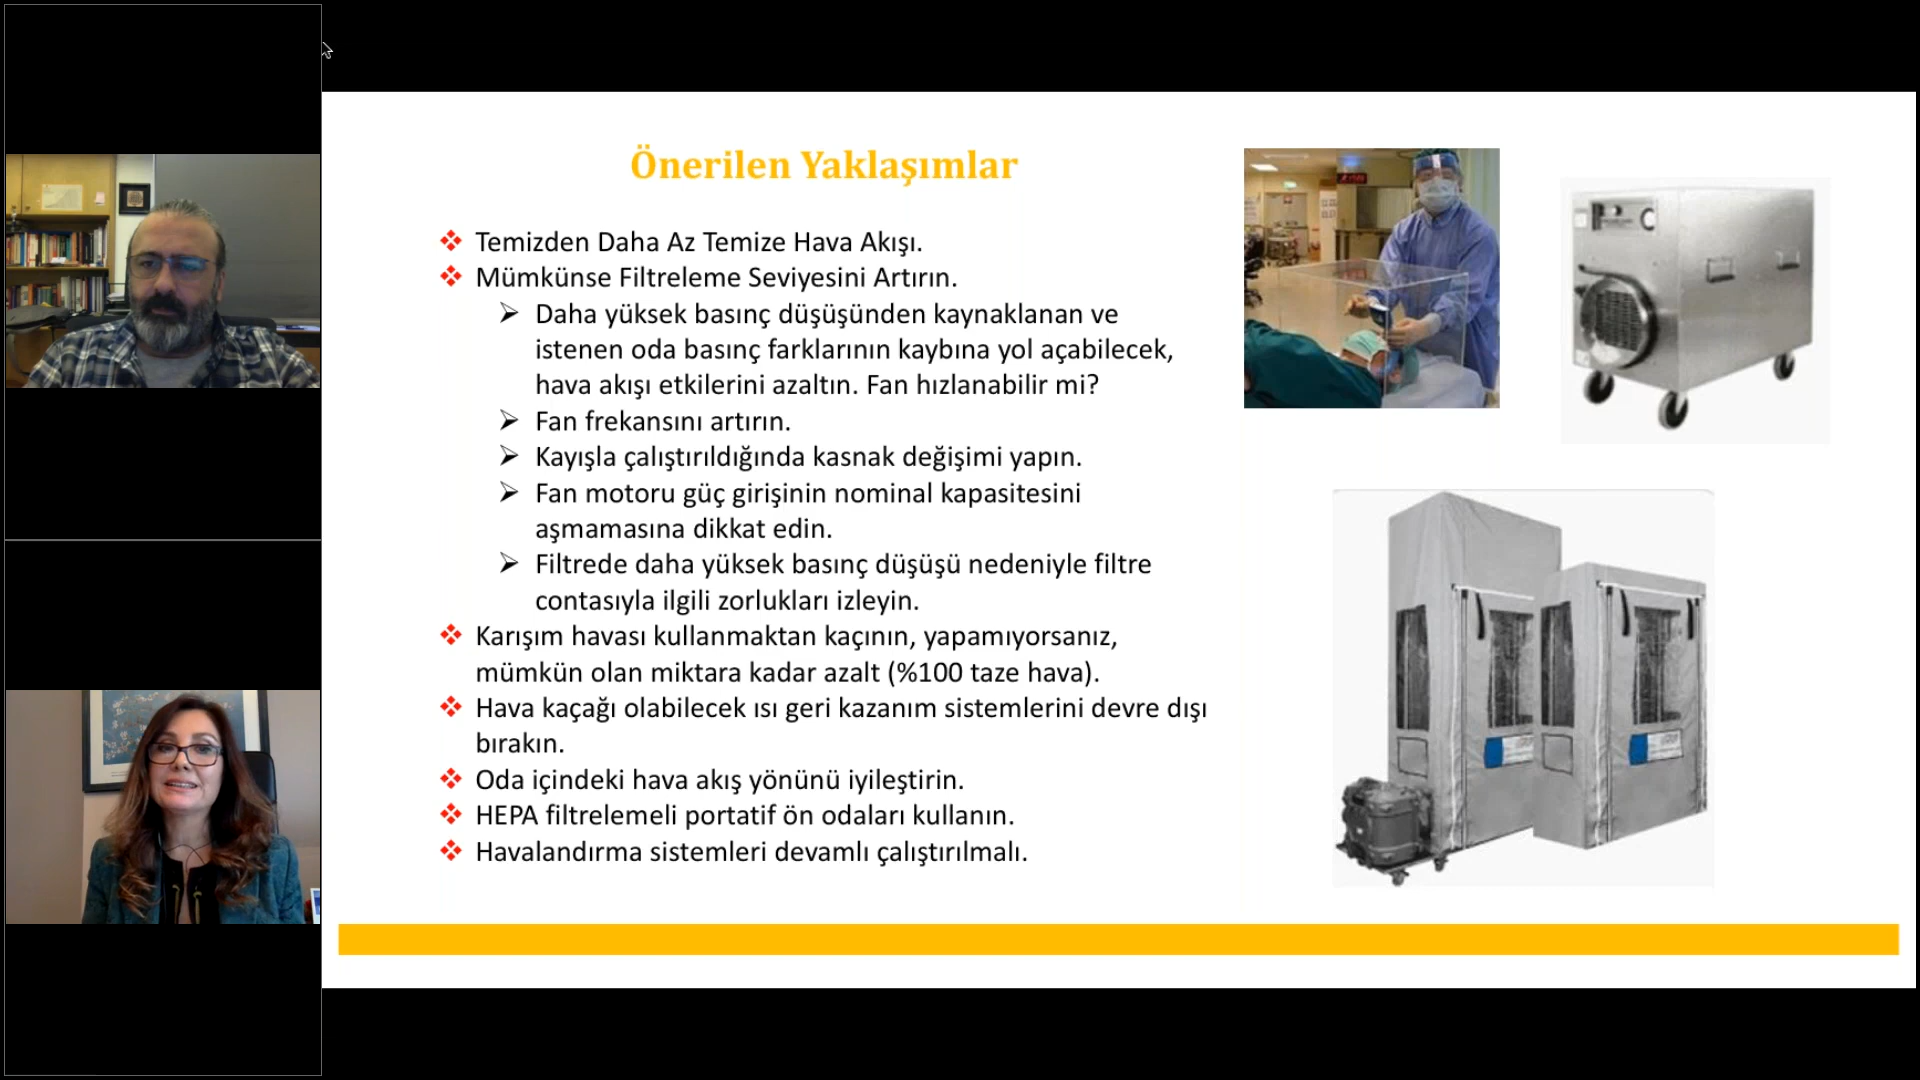 Önerilen Yaklaşımlar
Temizden Daha Az Temize Hava Akışı.
Mümkünse Filtreleme Seviyesini Artırın.
Daha yüksek basınç düşüşünden kaynaklanan ve
istenen oda basınç farklarının kaybına yol açabilecek,
hava akışı etkilerini azaltın. Fan hızlanabilir mi?
Fan frekansını artırın.
Kayışla çalıştırıldığında kasnak değişimi yapın.
Fan motoru güç girişinin nominal kapasitesini
aşmamasına dikkat edin.
Filtrede daha yüksek basınç düşüşü nedeniyle filtre
contasıyla ilgili zorlukları izleyin.
Karışım havası kullanmaktan kaçının, yapamıyorsanız,
mümkün olan miktara kadar azalt (%100 taze hava).
Hava kaçağı olabilecek ısı geri kazanım sistemlerini devre dışı
bırakın.
Oda içindeki hava akış yönünü iyileştirin.
HEPA filtrelemeli portatif ön odaları kullanın.
Havalandırma sistemleri devamlı çalıştırılmalı.